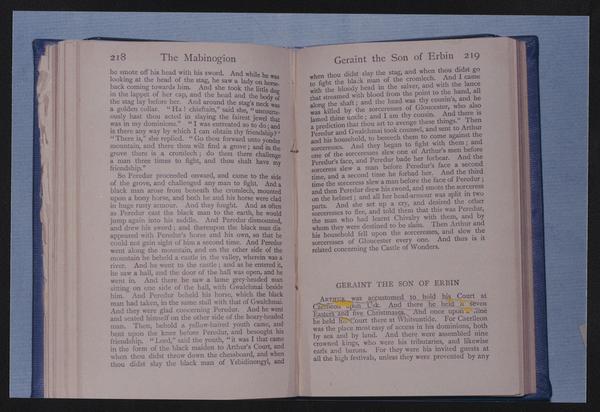 218 The Mabinogion
he smote off his head with his sword. And while he was
looking at the head of the stag, he saw a lady on horse-
back coming towards him. And she took the little dog
in the lappet of her cap, and the head and the body of
the stag lay before her. And around the stag's neck was
a golden collar. "Ha! chieftain," said she, "uncourte-
ously hast thou acted in slaying the fairest jewel that
was in my dominions." "I was entreated so to do; and
is there any way by which I can obtain thy friendship?"
"There is," she replied. "Go thou forward unto yonder
mountain, and there thou wilt find a grove; and in the
grove there is a cromlech; do thou there challenge
a man three times to fight, and thou shalt have my
friendship."
So Peredur proceeded onward, and came to the side
of the grove, and challenged any man to fight. And a
black man arose from beneath the cromlech, mounted
upon a bony horse, and both he and his horse were clad
in huge rusty armour. And they fought. And as often
as Peredur cast the black man to the earth, he would
jump again into his saddle. And Peredur dismounted,
and drew his sword; and thereupon the black man dis-
appeared with Peredur's horse and his own, so that he
could not gain sight of him a second time. And Peredur
went along the mountain, and on the other side of the
mountain he beheld a castle in the valley, wherein was a
river. And he went to the castle; and as he entered it,
he saw a hall, and the door of the hall was open, and he
went in. And there he saw a lame grey-headed man
sitting on one side of the hall, with Gwalchmai beside
him. And Peredur beheld his horse, which the black
man had taken, in the same stall with that of Gwalchmai.
And they were glad concerning Peredur. And he went
and seated himself on the other side of the hoary-headed
man. Then, behold a yellow-haired youth came, and
bent upon the knee before Peredur, and besought his
friendship. "Lord," said the youth, "it was I that came
in the form of the black maiden to Arthur's Court, and
when thou didst throw down the chessboard, and when
thou didst slay the black man of Yspidinongyl, and
Geraint the Son of Erbin 219
when thou didst slay the stag, and when thou didst go
to fight the black man of the cromlech. And I came
with the bloody head in the salver, and with the lance
that streamed with blood from the point to the hand, all
along the shaft; and the head was thy cousin's, and he
was killed by the sorceresses of Gloucester, who also
lamed thine uncle; and I am thy cousin. And there is
a prediction that thou art to avenge these things." Then
Peredur and Gwalchmai took counsel, and sent to Arthur
and his household, to beseech them to come against the
sorceresses. And they began to fight with them; and
one of the sorceresses slew one of Arthur's men before
Peredur's face, and Peredur bade her forbear. And the
sorceress slew a man before Peredur's face a second
time, and a second time he forbad her. And the third
time the sorceress slew a man before the face of Peredur;
and then Peredur drew his sword, and smote the sorceress
on the helmet; and all her head-armour was split in two
parts. And she set up a cry, and desired the other
sorceresses to flee, and told them that this was Peredur,
the man who had learnt Chivalry with them, and by
whom they were destined to be slain. Then Arthur and
his household fell upon the sorceresses, and slew the
sorceresses of Gloucester every one. And thus is it
related concerning the Castle of Wonders.
GERAINT THE SON OF ERBIN
ARTHUR was accustomed to hold his Court at
Caerlleon upon Usk. And there he held it seven
Easters and five Christmases. And once upon a time
he held his Court there at Whitsuntide. For Caerlleon
was the place most easy of access in his dominions, both
by sea and by land. And there were assembled nine
crowned kings, who were his tributaries, and likewise
earls and barons. For they were his invited guests at
all the high festivals, unless they were prevented by any